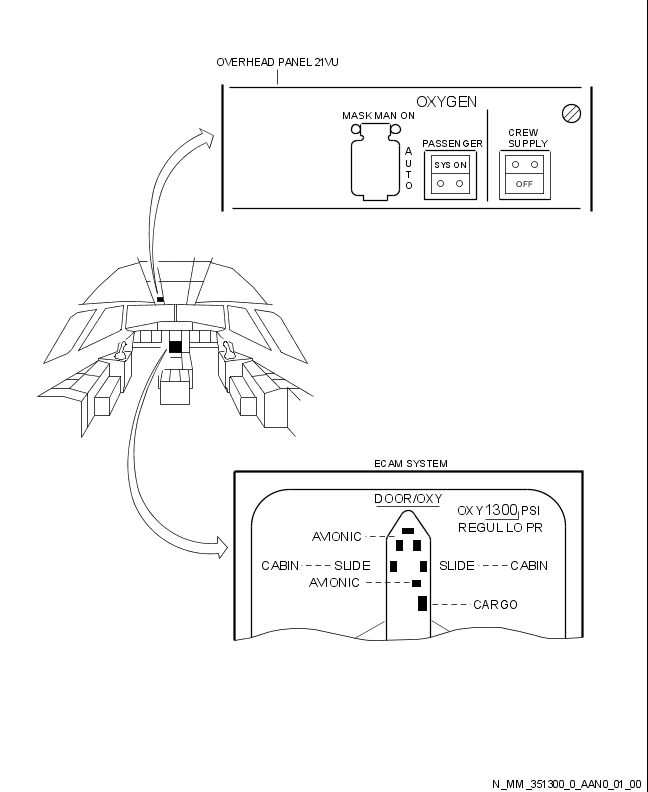 OVERHEAD PANEL 21VU
OXYGEN
MASK MAN ON
AUTO
PASSENGER
SYS ON
CREW
SUPPLY
OFF
ECAM SYSTEM
DOOR/OXY
OXY 1300 PSI
REGUL LO PR
AVIONIC
CABIN SLIDE SLIDE CABIN
AVIONIC
CARGO
N_MM_351300_0_AAN0_01_00